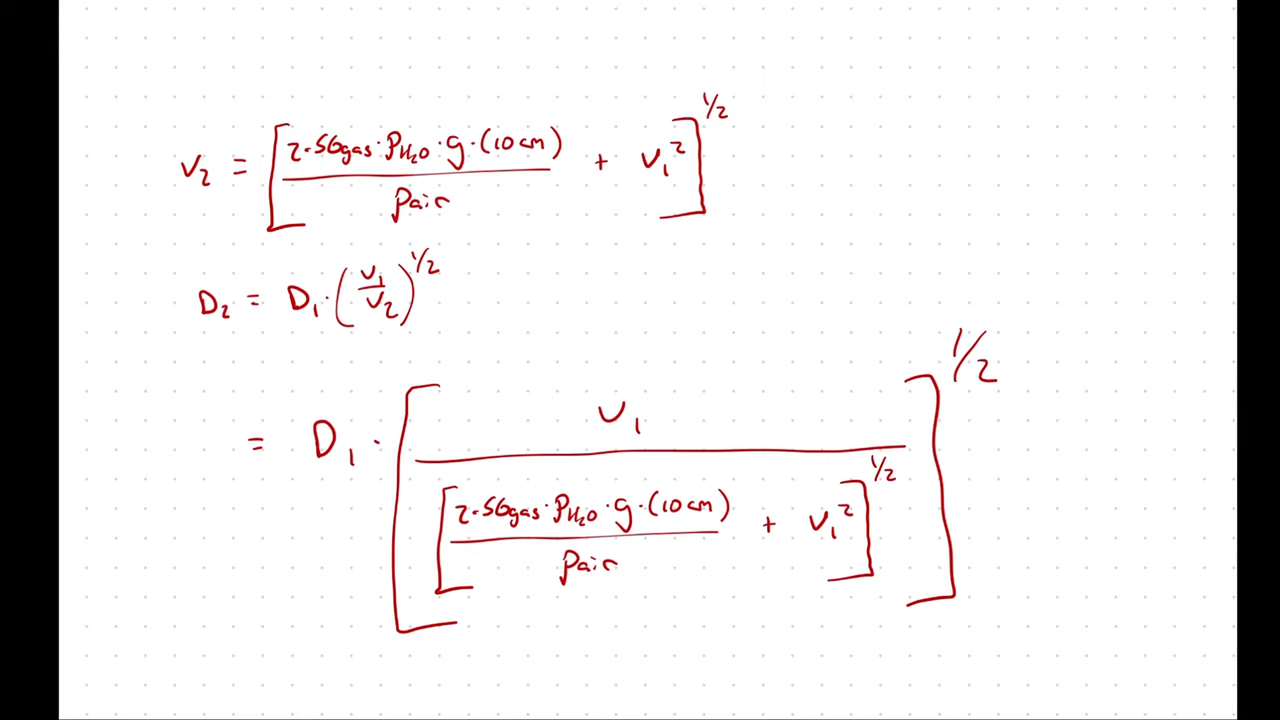 v₂ = [ (2·SGgas·ρH₂O·g·(10cm)) / ρair + v₁² ]^1/2
D₂ = D₁·(v₁/v₂)^1/2
= D₁·[ v₁ / [ (2·SGgas·ρH₂O·g·(10cm)) / ρair + v₁² ]^1/2 ]^1/2